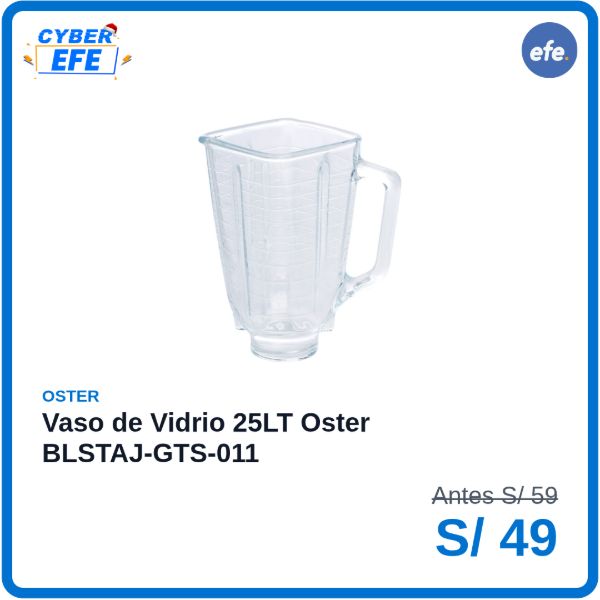 CYBER
EFE
efe.
OSTER
Vaso de Vidrio 25LT Oster
BLSTAJ-GTS-011
Antes S/ 59
S/ 49